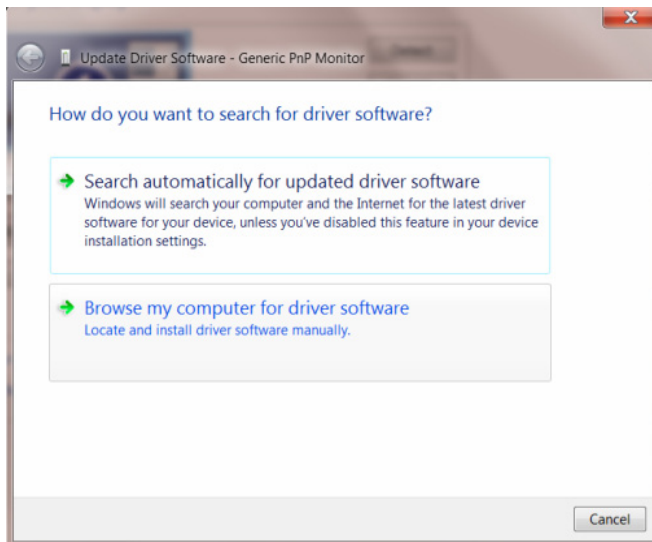 Update Driver Software - Generic PnP Monitor
How do you want to search for driver software?
Search automatically for updated driver software
Windows will search your computer and the Internet for the latest driver
software for your device, unless you've disabled this feature in your device
installation settings.
Browse my computer for driver software
Locate and install driver software manually.
Cancel